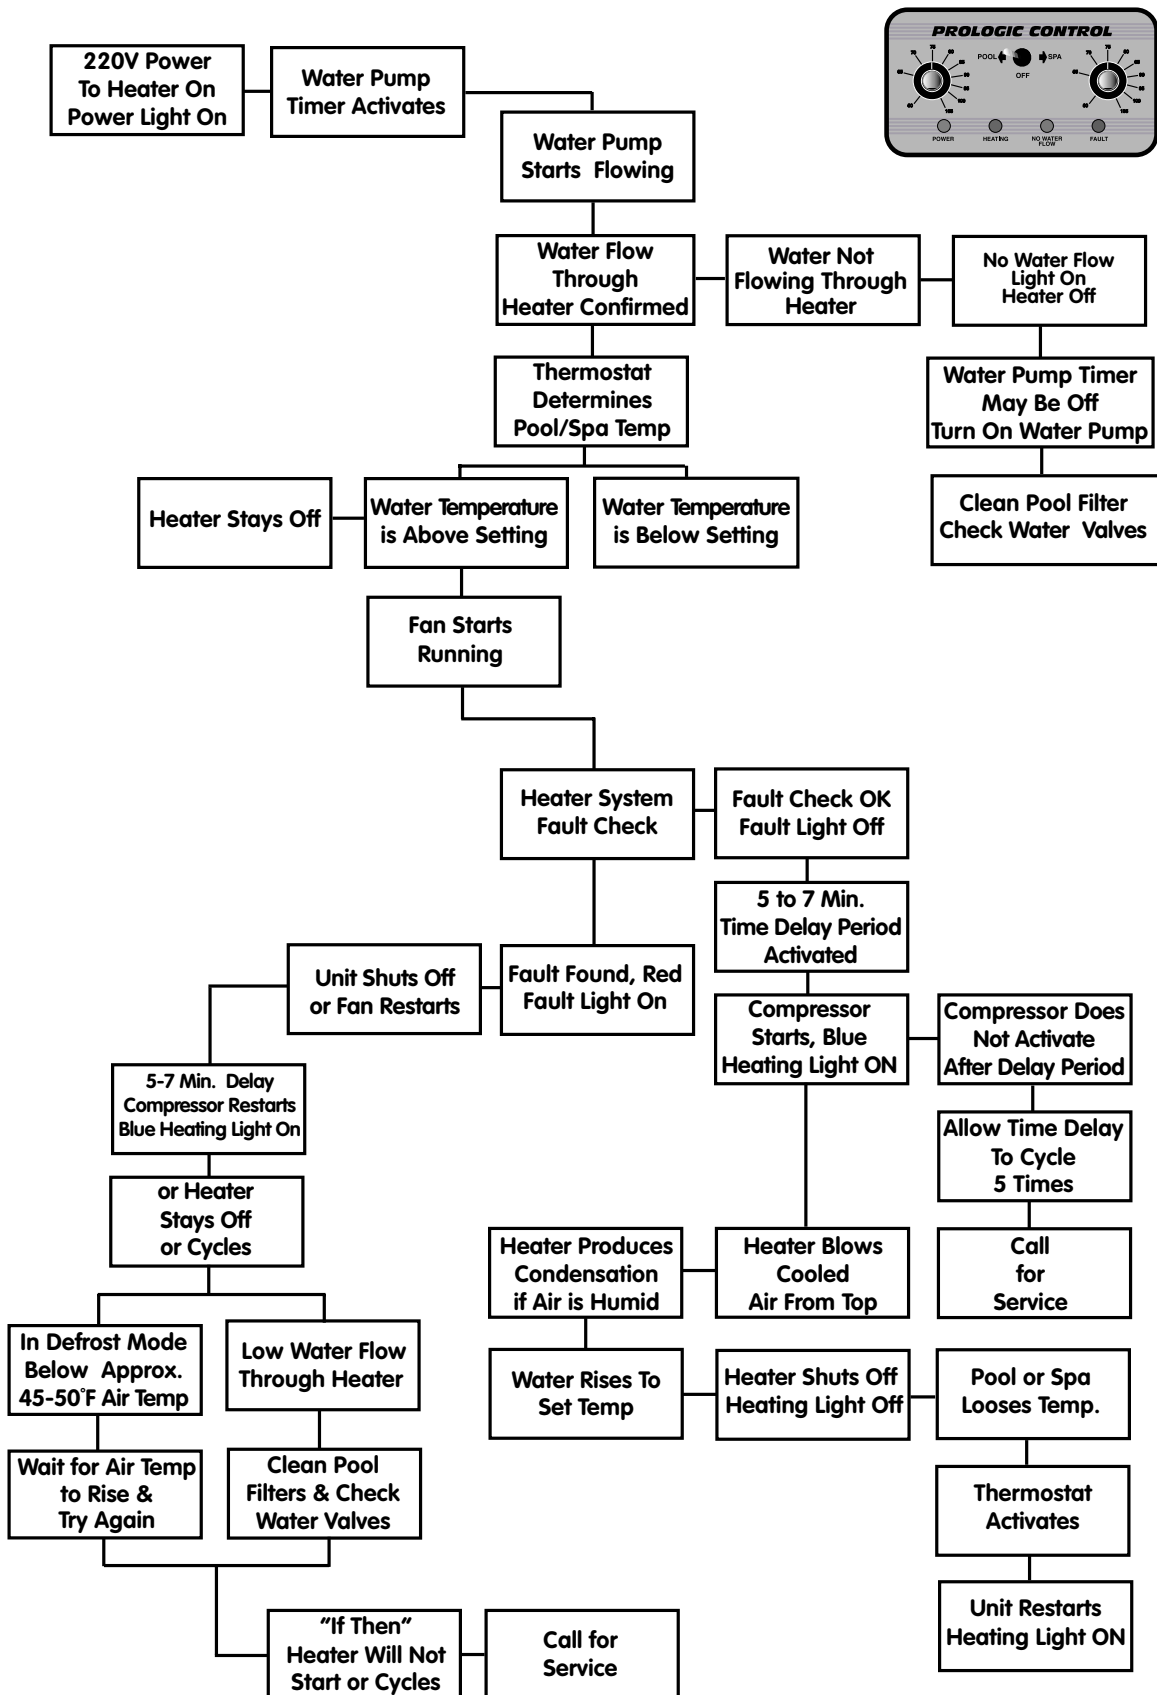 PROLOGIC CONTROL
POOL
SPA
OFF
POWER
HEATING
NO WATER
FLOW
FAULT
220V Power
To Heater On
Power Light On
Water Pump
Timer Activates
Water Pump
Starts Flowing
Water Flow
Through
Heater Confirmed
Water Not
Flowing Through
Heater
No Water Flow
Light On
Heater Off
Thermostat
Determines
Pool/Spa Temp
Water Pump Timer
May Be Off
Turn On Water Pump
Heater Stays Off
Water Temperature
is Above Setting
Water Temperature
is Below Setting
Clean Pool Filter
Check Water Valves
Fan Starts
Running
Heater System
Fault Check
Fault Check OK
Fault Light Off
5 to 7 Min.
Time Delay Period
Activated
Unit Shuts Off
or Fan Restarts
Fault Found, Red
Fault Light On
Compressor
Starts, Blue
Heating Light ON
Compressor Does
Not Activate
After Delay Period
5-7 Min. Delay
Compressor Restarts
Blue Heating Light On
Allow Time Delay
To Cycle
5 Times
or Heater
Stays Off
or Cycles
Heater Produces
Condensation
if Air is Humid
Heater Blows
Cooled
Air From Top
Call
for
Service
In Defrost Mode
Below Approx.
45-50°F Air Temp
Low Water Flow
Through Heater
Water Rises To
Set Temp
Heater Shuts Off
Heating Light Off
Pool or Spa
Looses Temp.
Wait for Air Temp
to Rise &
Try Again
Clean Pool
Filters & Check
Water Valves
Thermostat
Activates
Unit Restarts
Heating Light ON
"If Then"
Heater Will Not
Start or Cycles
Call for
Service